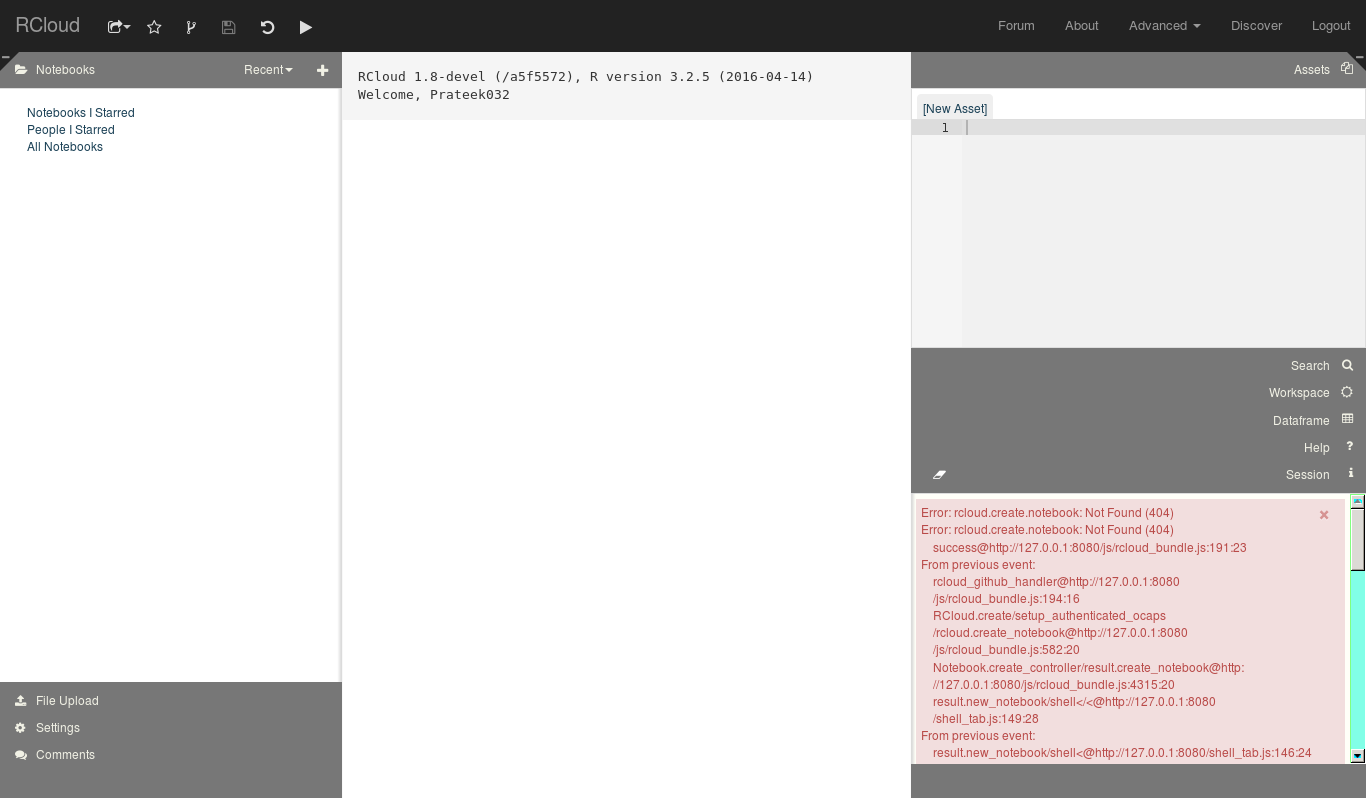 RCloud
Forum About Advanced Discover Logout
Notebooks Recent
Notebooks I Starred
People I Starred
All Notebooks
File Upload
Settings
Comments
RCloud 1.8-devel (/a5f5572), R version 3.2.5 (2016-04-14)
Welcome, Prateek032
Assets
[New Asset]
1
Search
Workspace
Dataframe
Help
Session
Error: rcloud.create.notebook: Not Found (404)
Error: rcloud.create.notebook: Not Found (404)
success@http://127.0.0.1:8080/js/rcloud_bundle.js:191:23
From previous event:
rcloud_github_handler@http://127.0.0.1:8080
/js/rcloud_bundle.js:194:16
RCloud.create/setup_authenticated_ocaps
/rcloud.create_notebook@http://127.0.0.1:8080
/js/rcloud_bundle.js:582:20
Notebook.create_controller/result.create_notebook@http:
//127.0.0.1:8080/js/rcloud_bundle.js:4315:20
result.new_notebook/shell</<@http://127.0.0.1:8080
/shell_tab.js:149:28
From previous event:
result.new_notebook/shell<@http://127.0.0.1:8080/shell_tab.js:146:24